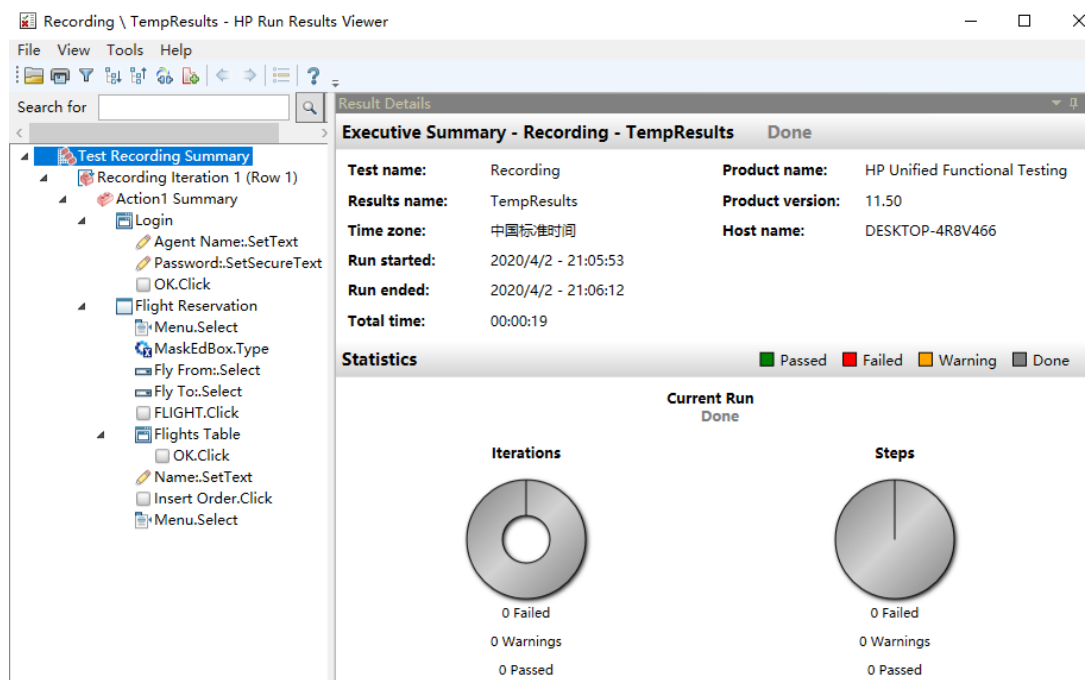 Recording \ TempResults - HP Run Results Viewer
File View Tools Help
Search for
Test Recording Summary
Recording Iteration 1 (Row 1)
Action1 Summary
Login
Agent Name:.SetText
Password:.SetSecureText
OK.Click
Flight Reservation
Menu.Select
MaskEdBox.Type
Fly From:.Select
Fly To:.Select
FLIGHT.Click
Flights Table
OK.Click
Name:.SetText
Insert Order.Click
Menu.Select
Result Details
Executive Summary - Recording - TempResults Done
Test name: Recording Product name: HP Unified Functional Testing
Results name: TempResults Product version: 11.50
Time zone: 中国标准时间 Host name: DESKTOP-4R8V466
Run started: 2020/4/2 - 21:05:53
Run ended: 2020/4/2 - 21:06:12
Total time: 00:00:19
Statistics Passed Failed Warning Done
Current Run
Done
Iterations Steps
0 Failed 0 Failed
0 Warnings 0 Warnings
0 Passed 0 Passed